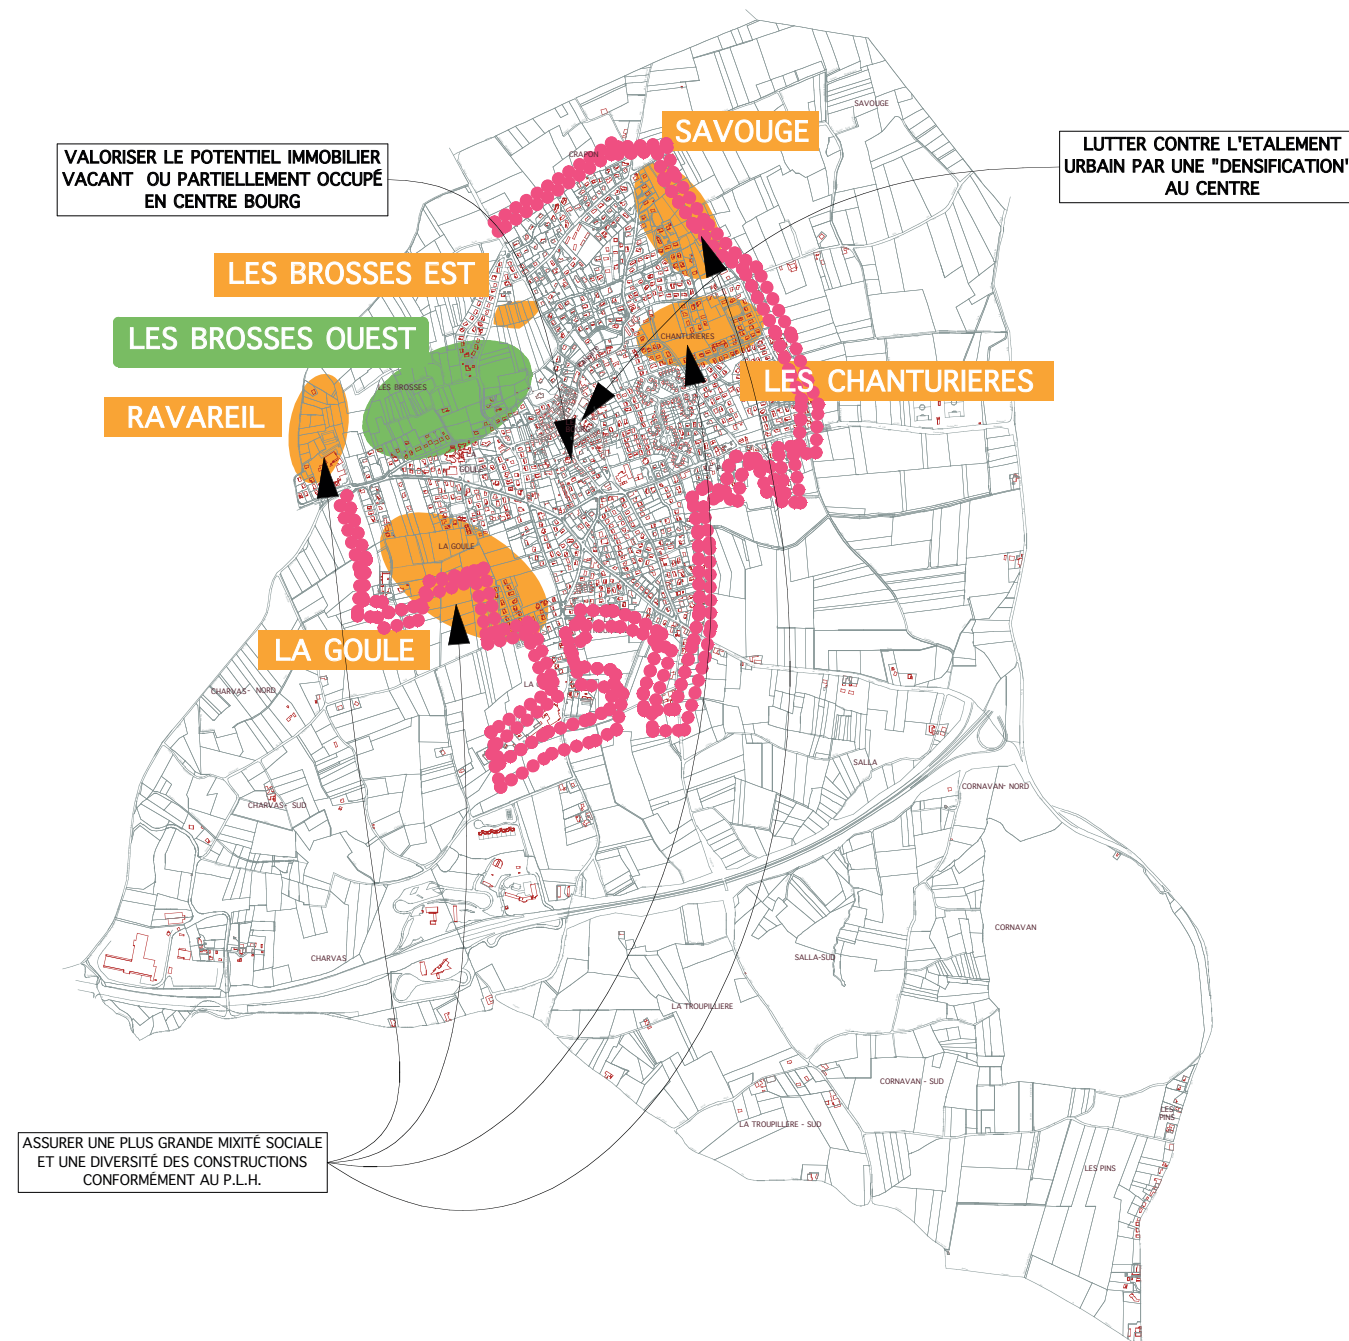 SAVOUGE
SAVOUGE
LUTTER CONTRE L'ETALEMENT
URBAIN PAR UNE "DENSIFICATION"
AU CENTRE
VALORISER LE POTENTIEL IMMOBILIER
VACANT OU PARTIELLEMENT OCCUPÉ
EN CENTRE BOURG
CRAPON
LES BROSSES EST
LES BROSSES OUEST
CHANTURIERES
LES CHANTURIERES
LES BROSSES
RAVAREIL
GOULE
LA GOULE
LA GOULE
CHARVAS- NORD
SALLA
CORNAVAN- NORD
CHARVAS- SUD
CORNAVAN
CHARVAS
SALLA-SUD
LA TROUPILLIERE
CORNAVAN - SUD
LES
PINS
LA TROUPILLERE - SUD
LES PINS
ASSURER UNE PLUS GRANDE MIXITÉ SOCIALE
ET UNE DIVERSITÉ DES CONSTRUCTIONS
CONFORMÉMENT AU P.L.H.